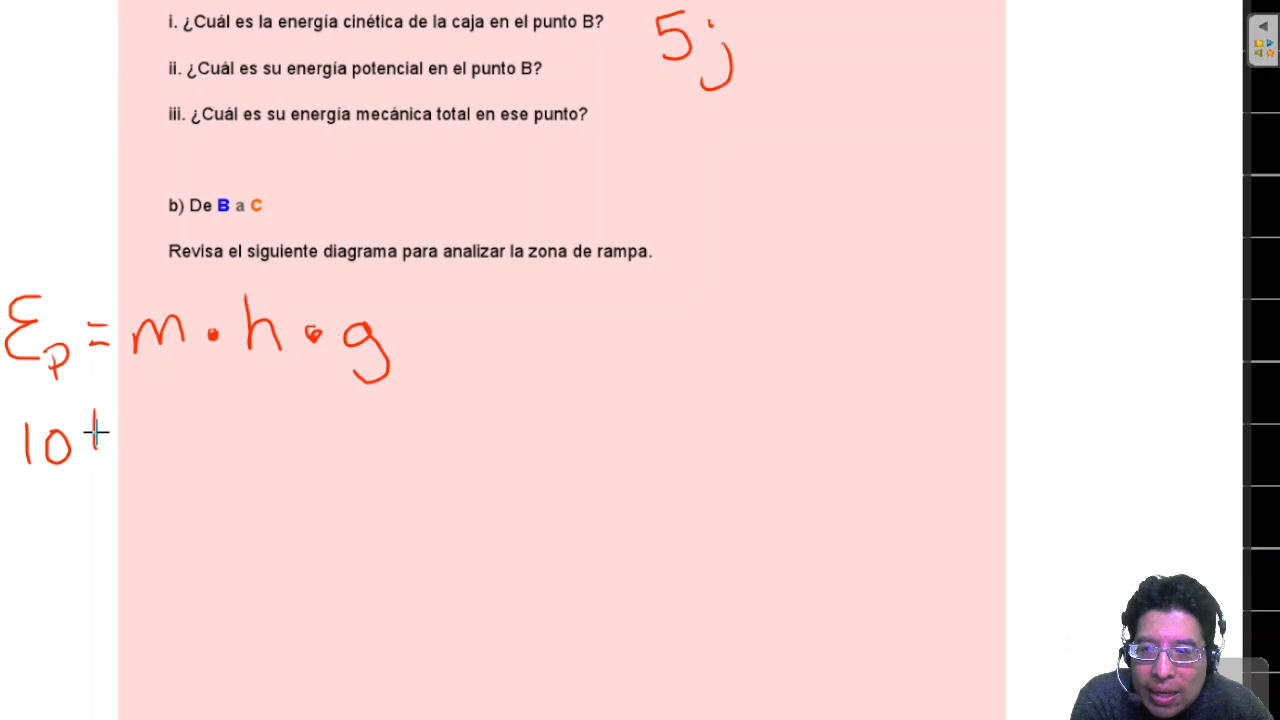 i. ¿Cuál es la energía cinética de la caja en el punto B? 5j
ii. ¿Cuál es su energía potencial en el punto B?
iii. ¿Cuál es su energía mecánica total en ese punto?
b) De B a C
Revisa el siguiente diagrama para analizar la zona de rampa.
Ep = m · h · g
10